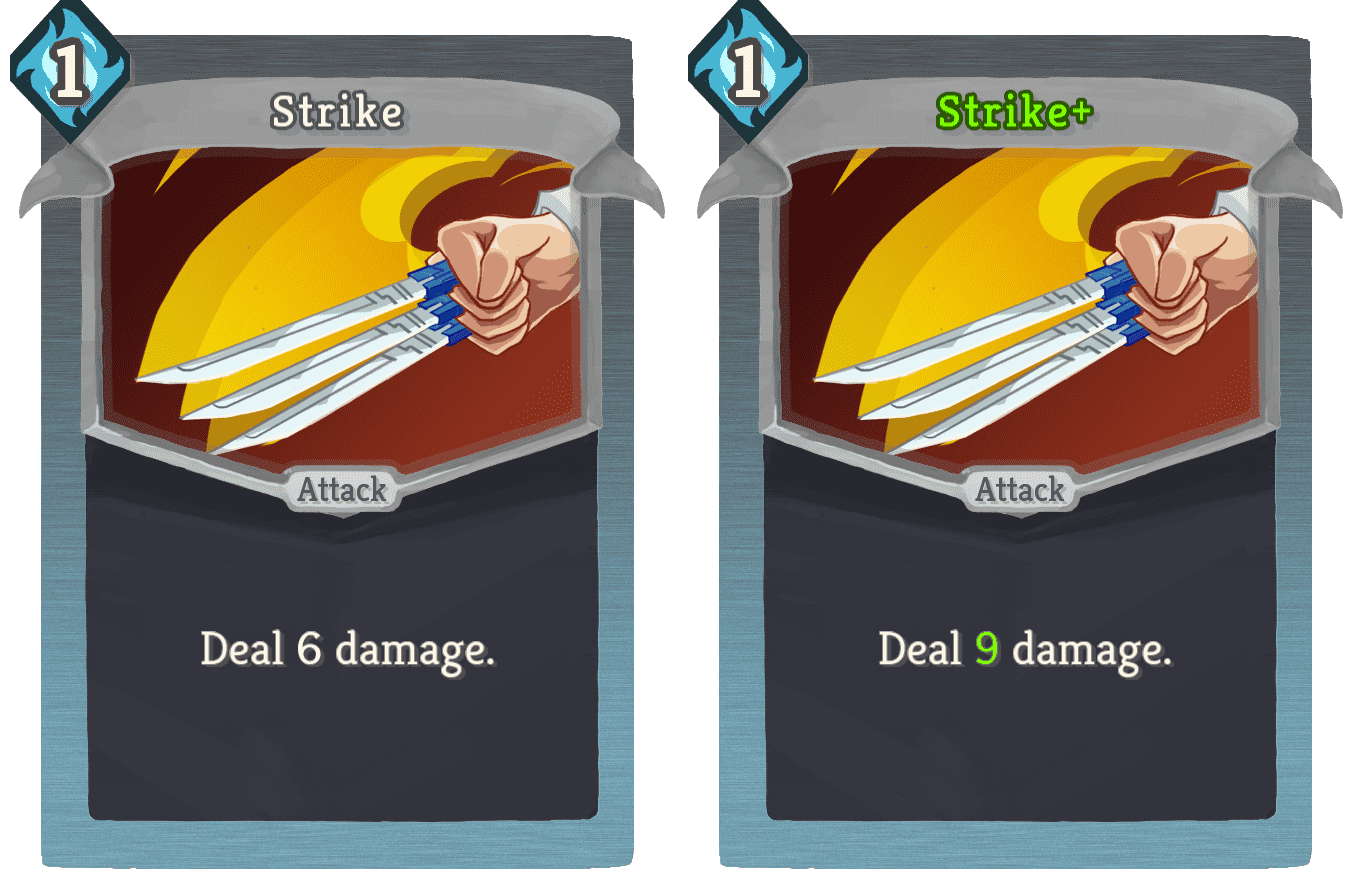 1
Strike
Attack
Deal 6 damage.
1
Strike+
Attack
Deal 9 damage.